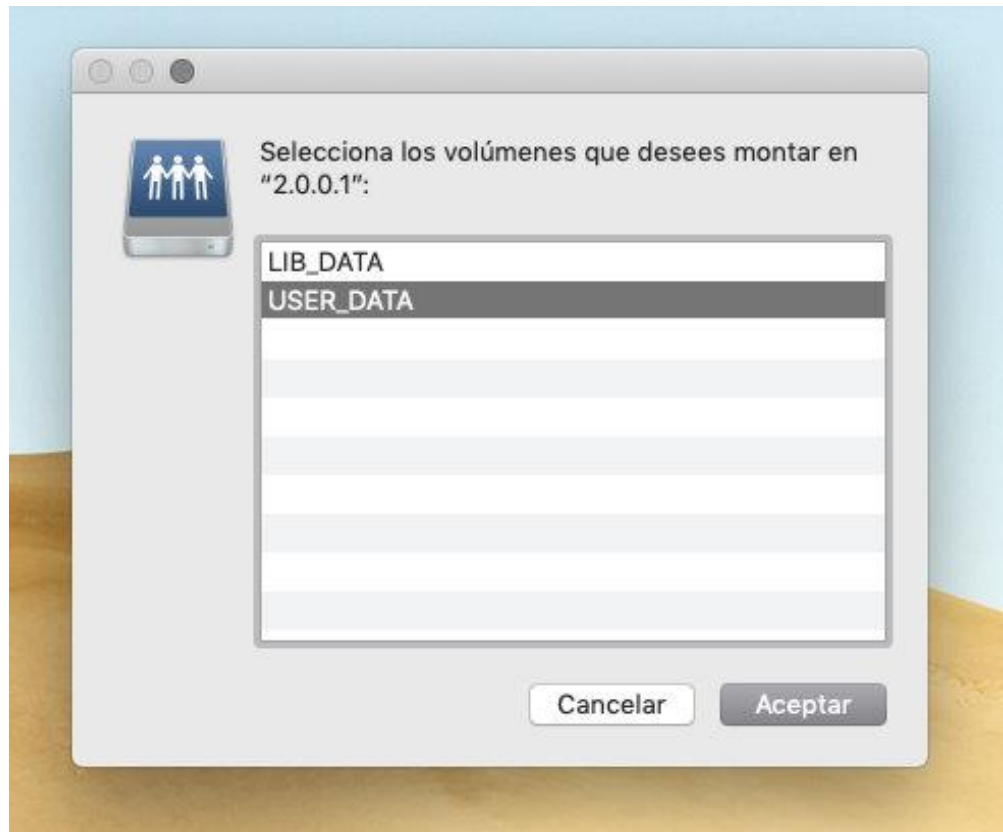 Selecciona los volúmenes que desees montar en
"2.0.0.1":
LIB_DATA
USER_DATA
Cancelar
Aceptar